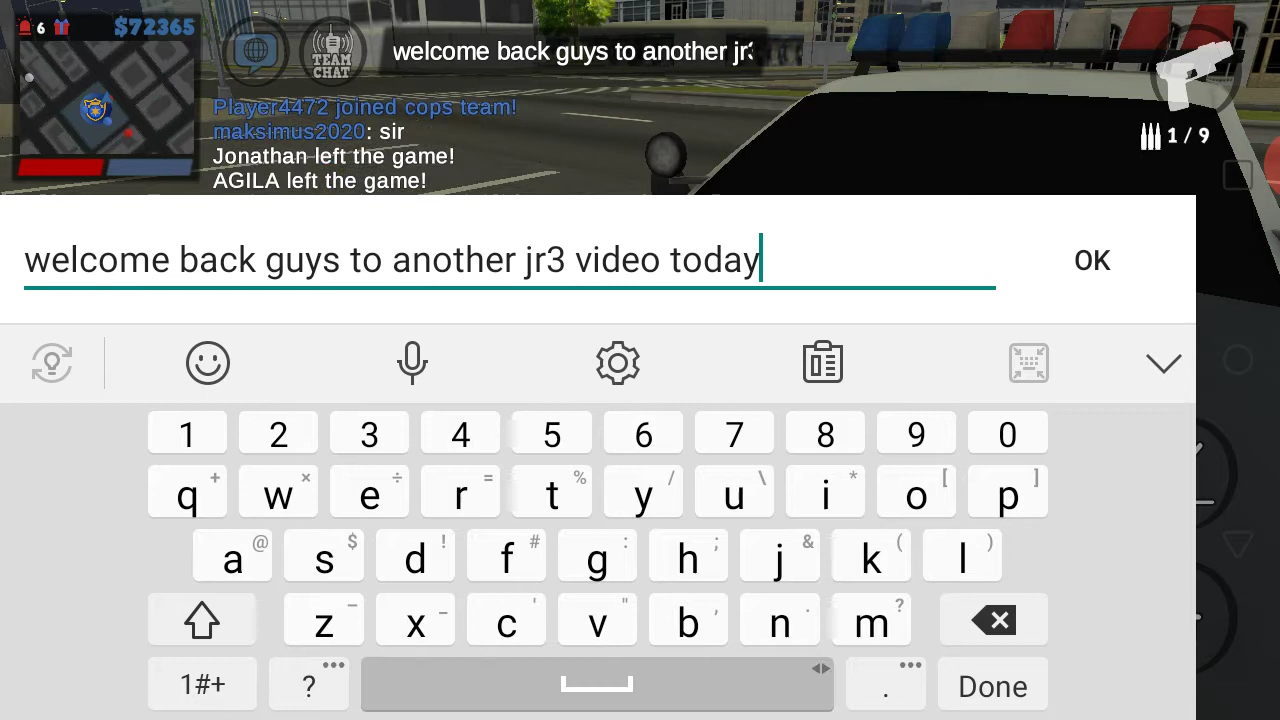 6 $72365
TEAM CHAT
welcome back guys to another jr3
Player4472 joined cops team!
maksimus2020: sir
Jonathan left the game!
AGILA left the game!
1 / 9
welcome back guys to another jr3 video today
OK
1 2 3 4 5 6 7 8 9 0
q + w × e ÷ r = t % y / u \ i * o [ p ]
a @ s $ d ! f # g : h ; j & k ( l )
z – x _ c ' v " b , n . m ?
1#+ ? ••• . ••• Done